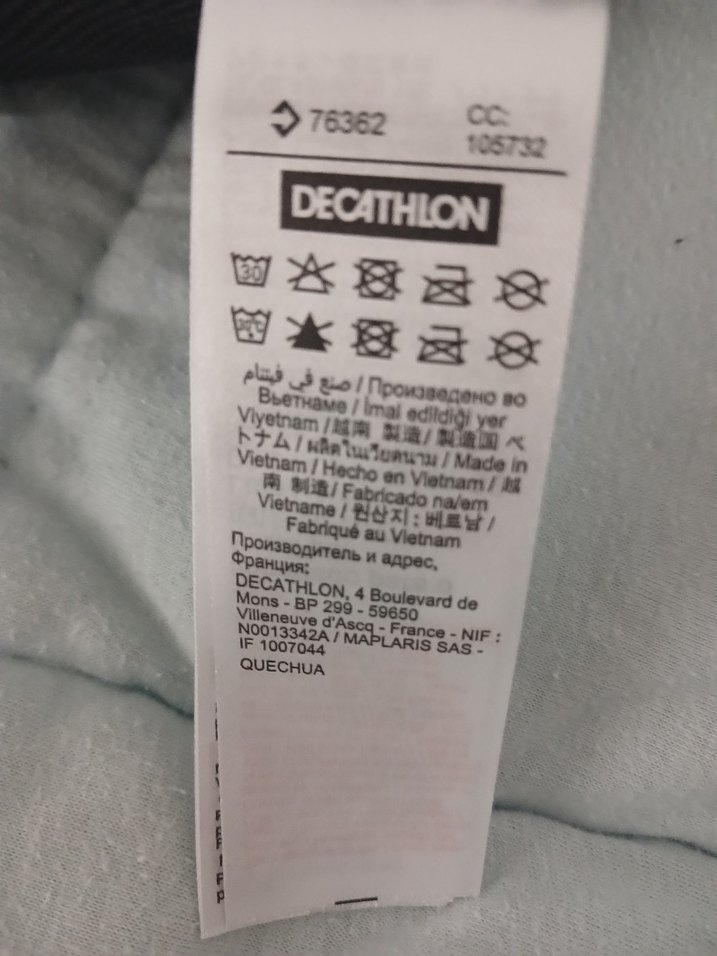 76362 CC:
105732
DECATHLON
30
30°C
صنع في فيتنام / Произведено во
Вьетнаме / İmal edildiği yer
Viyetnam / 越南 製造 / 製造国 ベ
トナム / ผลิตในเวียดนาม / Made in
Vietnam / Hecho en Vietnam / 越
南 制造 / Fabricado na/em
Vietname / 원산지 : 베트남 /
Fabriqué au Vietnam
Производитель и адрес,
Франция:
DECATHLON, 4 Boulevard de
Mons - BP 299 - 59650
Villeneuve d'Ascq - France - NIF :
N0013342A / MAPLARIS SAS -
IF 1007044
QUECHUA